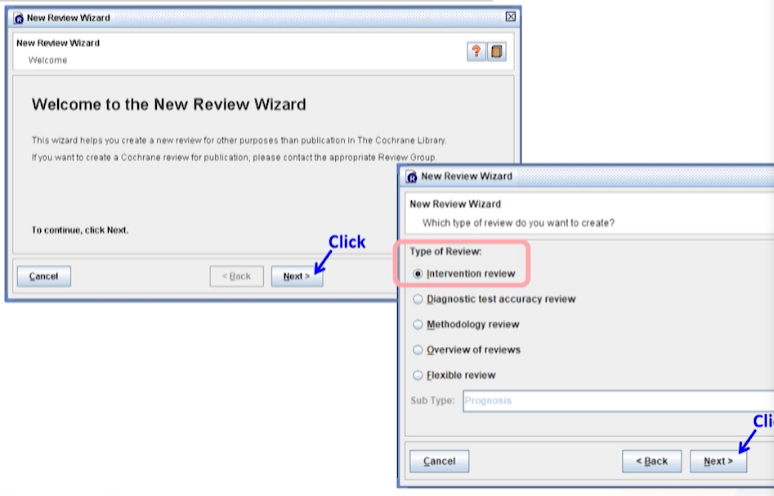 New Review Wizard
New Review Wizard
Welcome
Welcome to the New Review Wizard
This wizard helps you create a new review for other purposes than publication in The Cochrane Library.
If you want to create a Cochrane review for publication, please contact the appropriate Review Group.
To continue, click Next.
Click
Cancel
< Back
Next >
New Review Wizard
New Review Wizard
Which type of review do you want to create?
Type of Review:
Intervention review
Diagnostic test accuracy review
Methodology review
Overview of reviews
Flexible review
Sub Type: Prognosis
Cli
Cancel
< Back
Next >